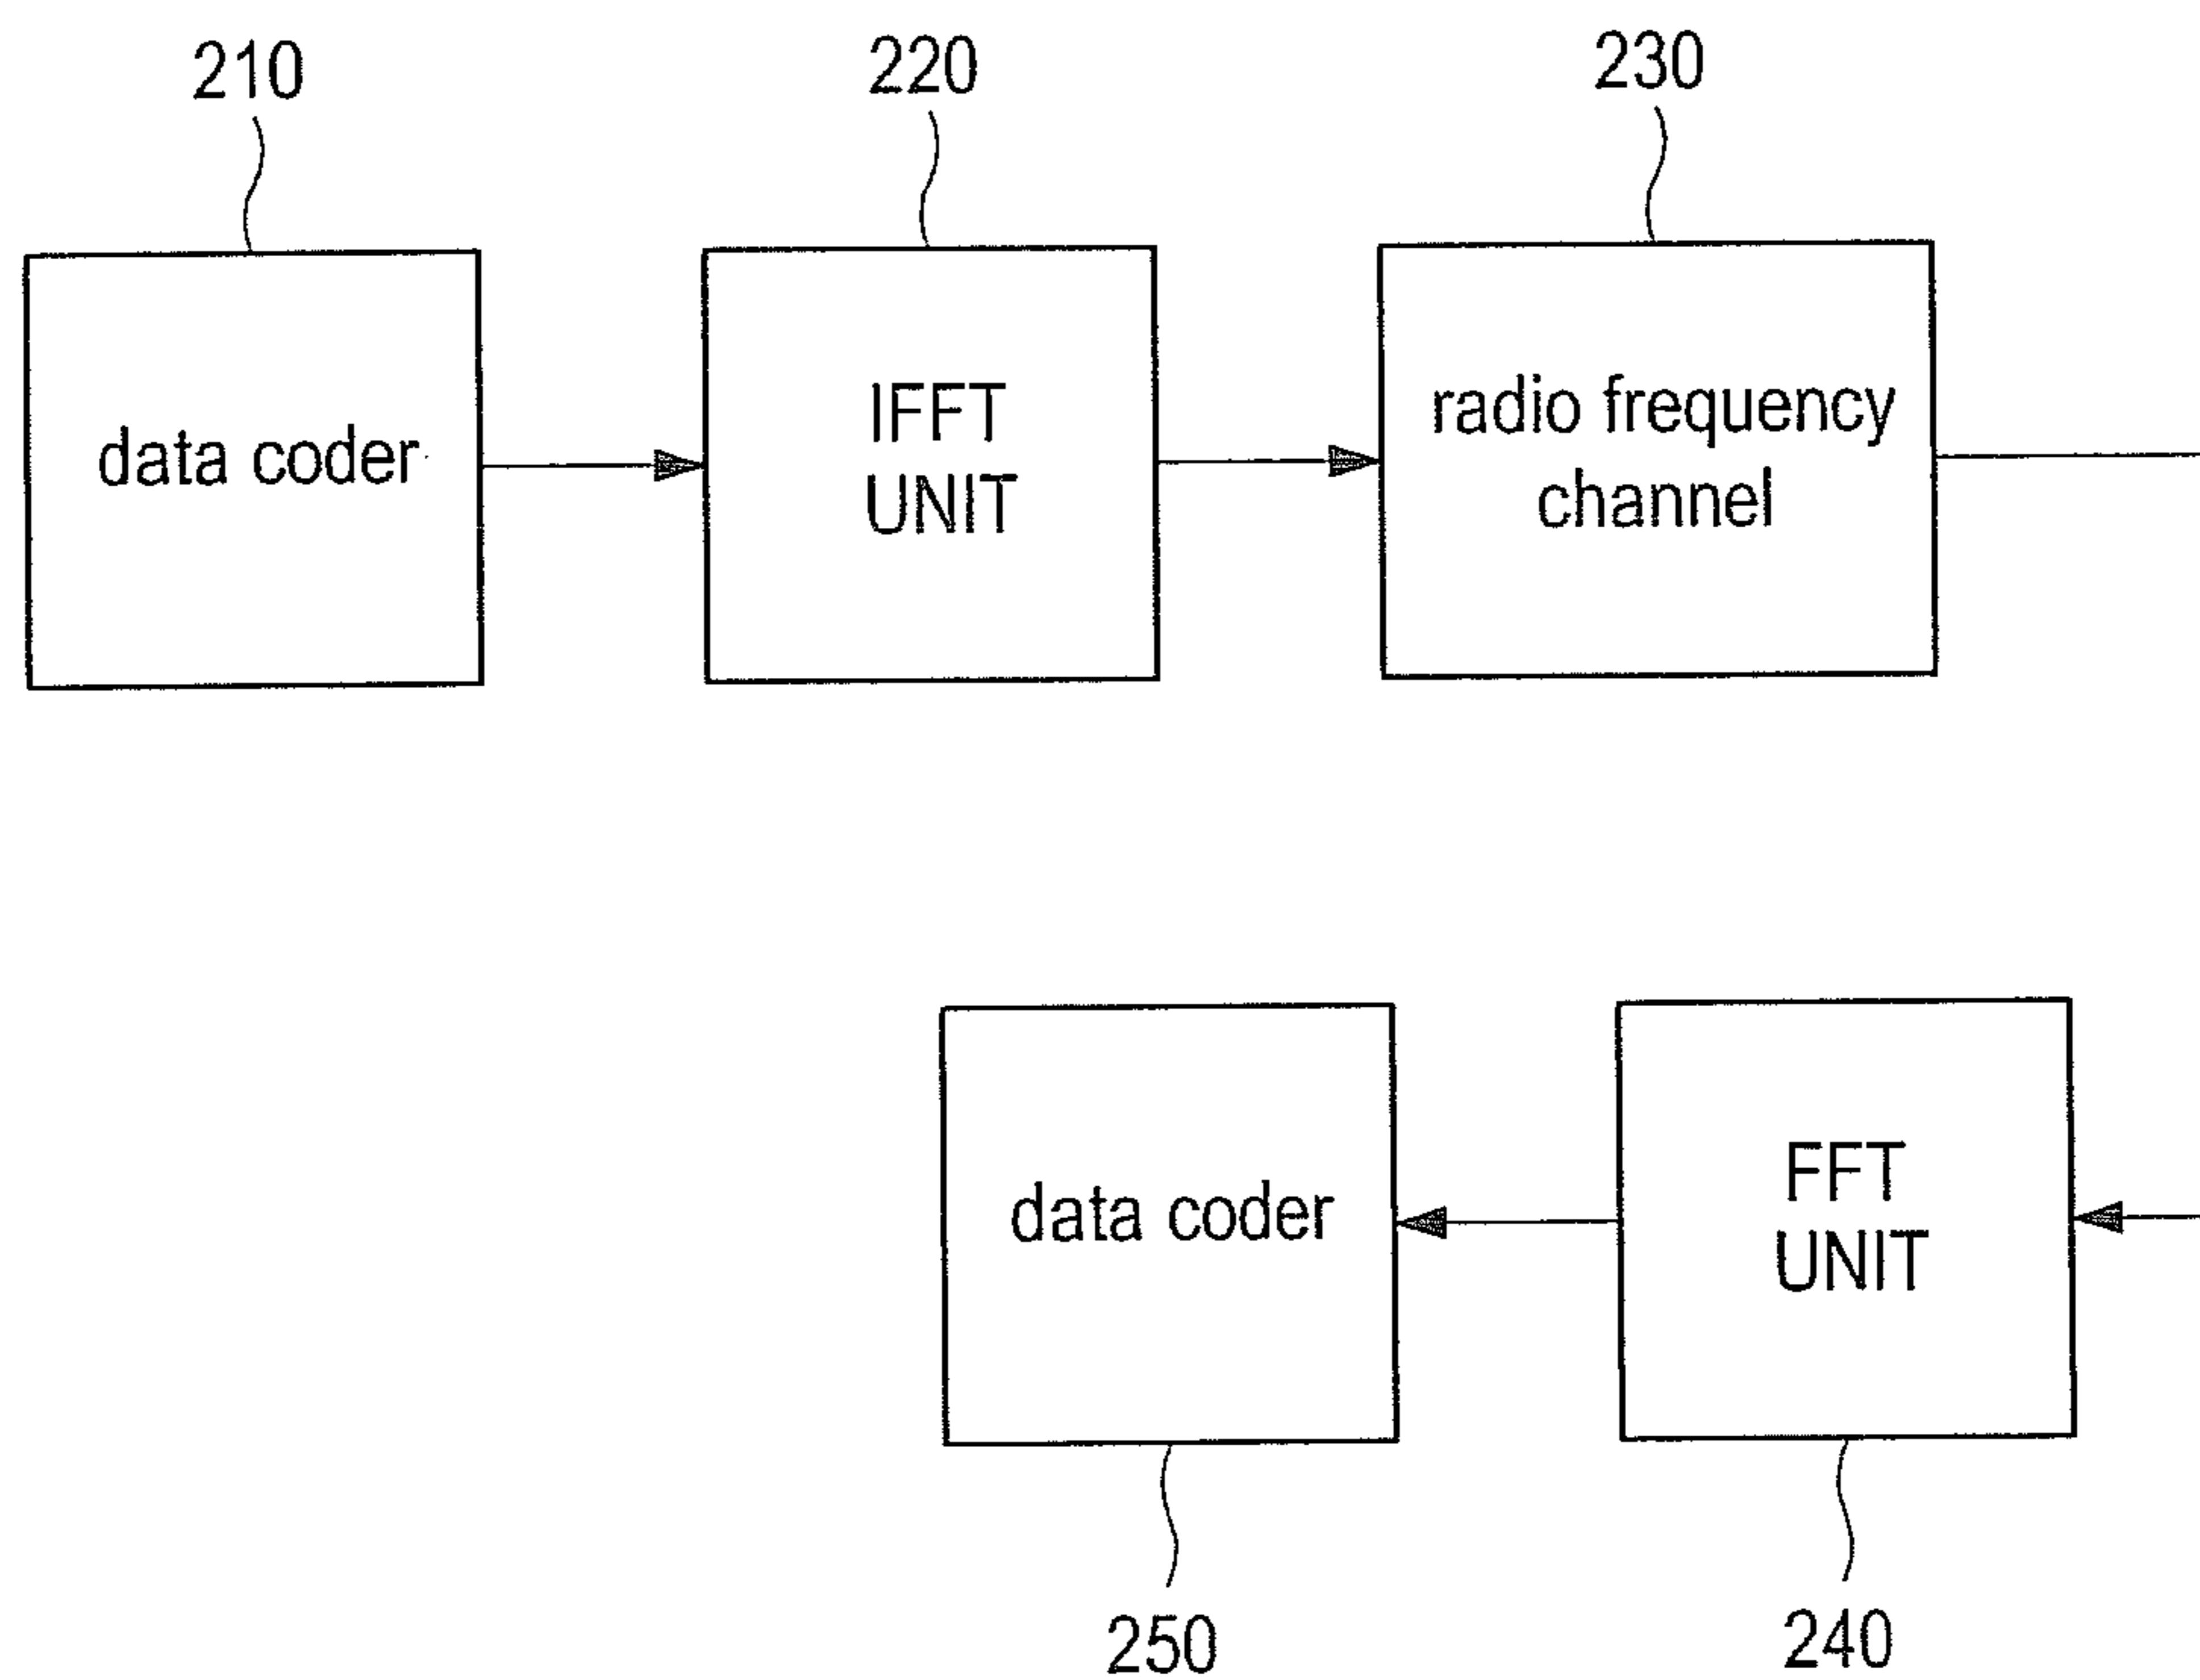 210
220
230
data coder
IFFT
UNIT
radio frequency
channel
data coder
FFT
UNIT
250
240